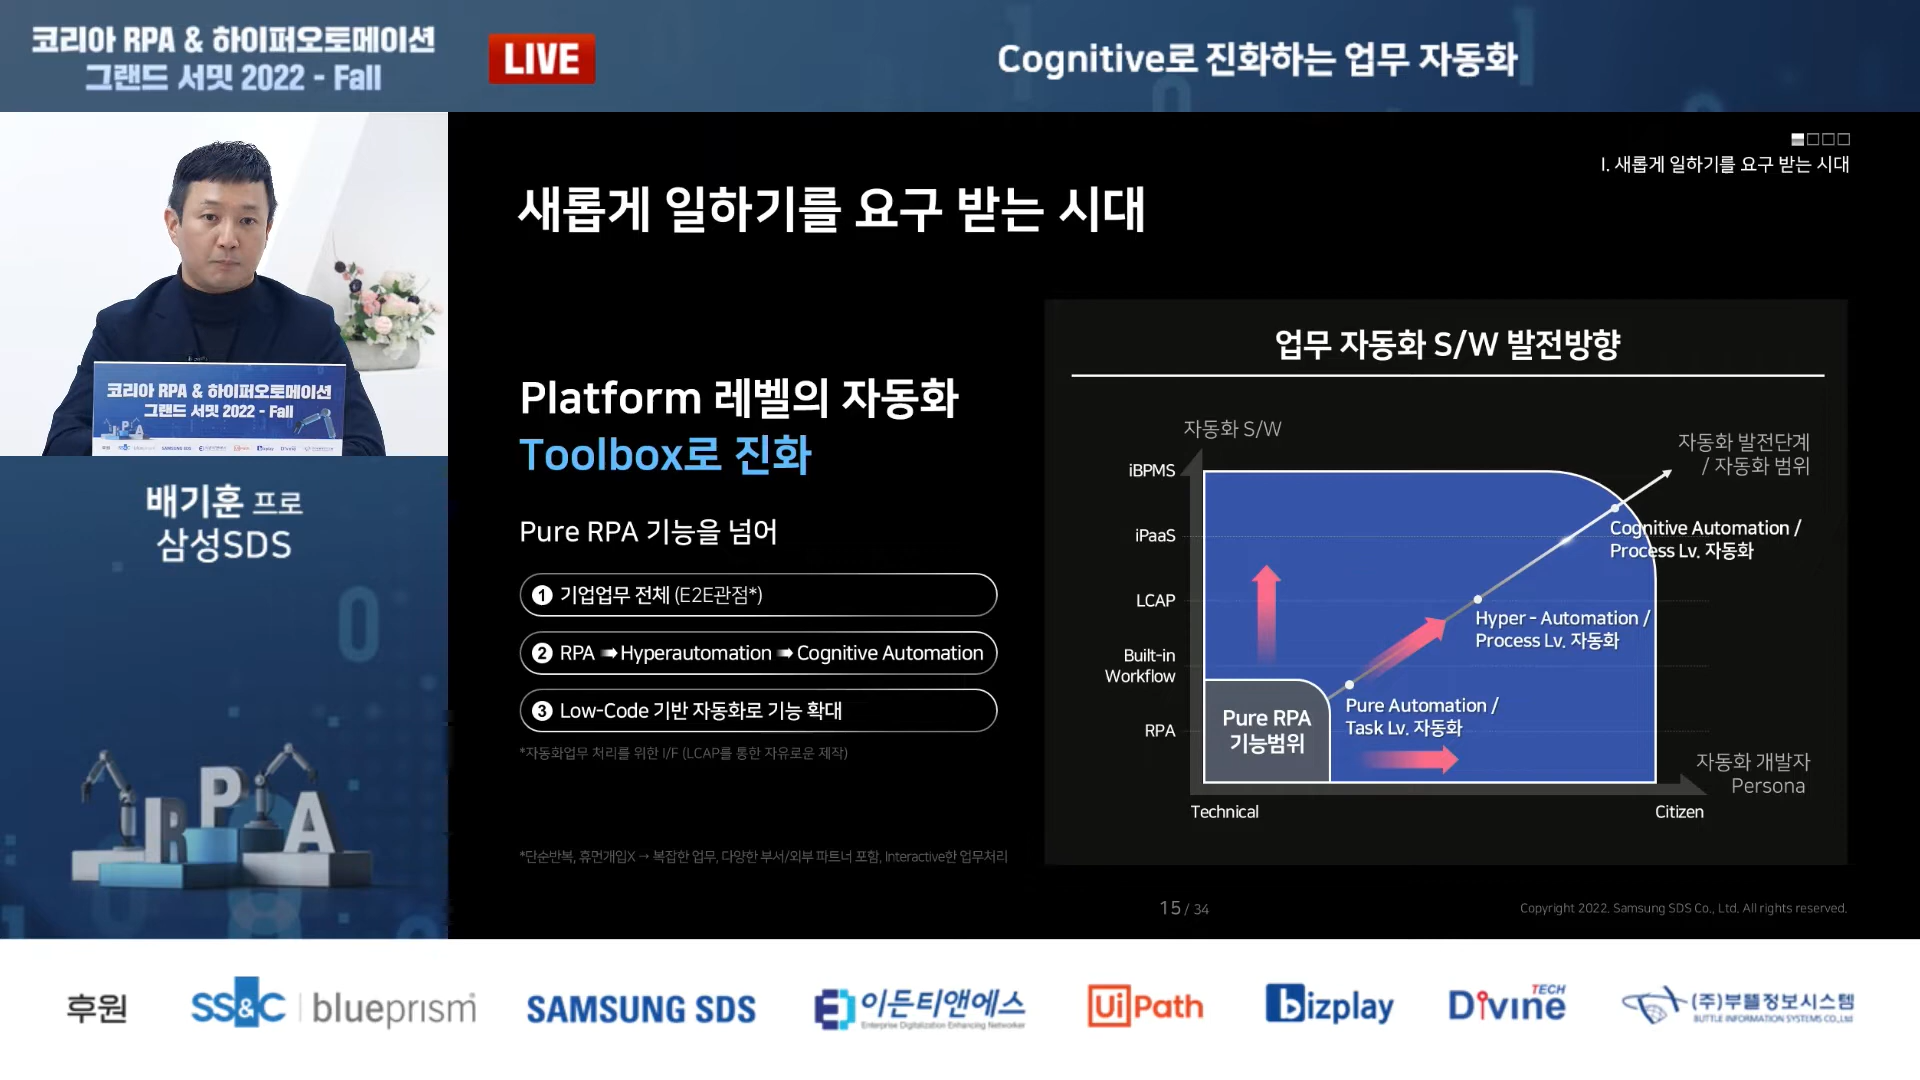 코리아 RPA & 하이퍼오토메이션
그랜드 서밋 2022 - Fall
LIVE
Cognitive로 진화하는 업무 자동화
코리아 RPA & 하이퍼오토메이션
그랜드 서밋 2022 - Fall
배기훈 프로
삼성SDS
RPA
I. 새롭게 일하기를 요구 받는 시대
새롭게 일하기를 요구 받는 시대
Platform 레벨의 자동화
Toolbox로 진화
Pure RPA 기능을 넘어
1 기업업무 전체 (E2E관점*)
2 RPA ➡ Hyperautomation ➡ Cognitive Automation
3 Low-Code 기반 자동화로 기능 확대
*자동화업무 처리를 위한 I/F (LCAP를 통한 자유로운 제작)
*단순반복, 휴먼개입X → 복잡한 업무, 다양한 부서/외부 파트너 포함, Interactive한 업무처리
업무 자동화 S/W 발전방향
자동화 S/W
iBPMS
iPaaS
LCAP
Built-in
Workflow
RPA
자동화 발전단계
/ 자동화 범위
Cognitive Automation /
Process Lv. 자동화
Hyper - Automation /
Process Lv. 자동화
Pure Automation /
Task Lv. 자동화
Pure RPA
기능범위
자동화 개발자
Persona
Technical
Citizen
15 / 34
Copyright 2022. Samsung SDS Co., Ltd. All rights reserved.
후원
SS&C | blueprism
SAMSUNG SDS
이든티앤에스
Enterprise Digitalization Enhancing Networker
UiPath
bizplay
Divine TECH
(주)부뜰정보시스템
BUTTLE INFORMATION SYSTEMS CO.,Ltd